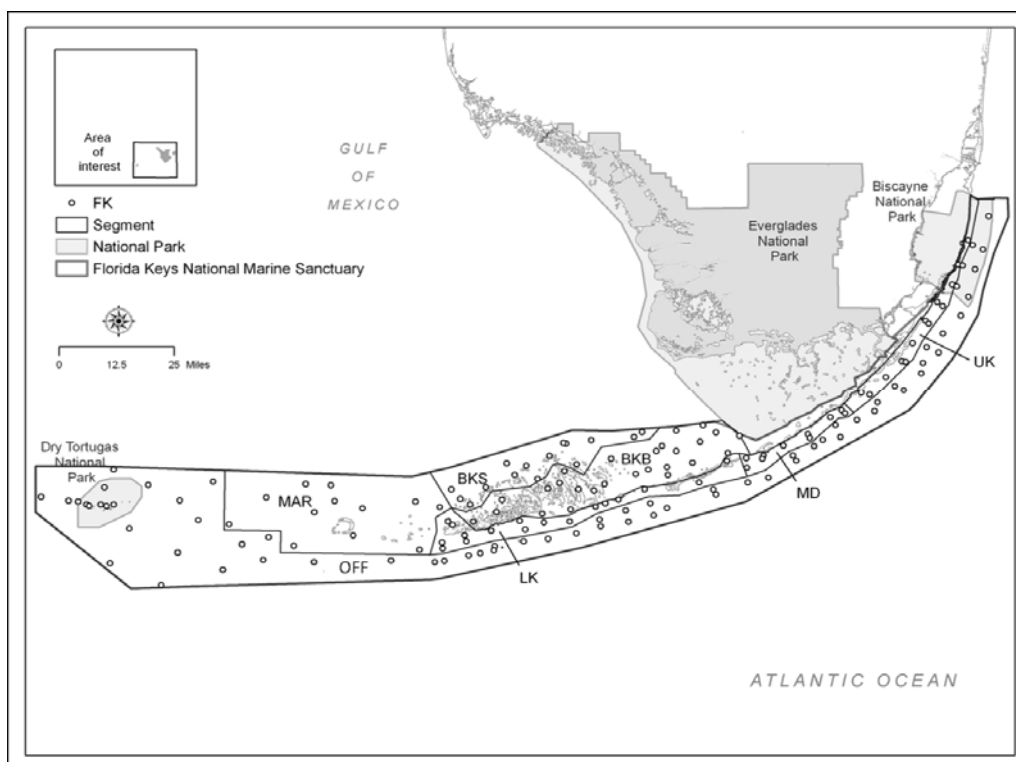 Area
of
interest
FK
Segment
National Park
Florida Keys National Marine Sanctuary
0 12.5 25 Miles
GULF
OF
MEXICO
Biscayne
National
Park
Everglades
National
Park
UK
Dry Tortugas
National
Park
MAR
BKS
BKB
MD
OFF
LK
ATLANTIC OCEAN